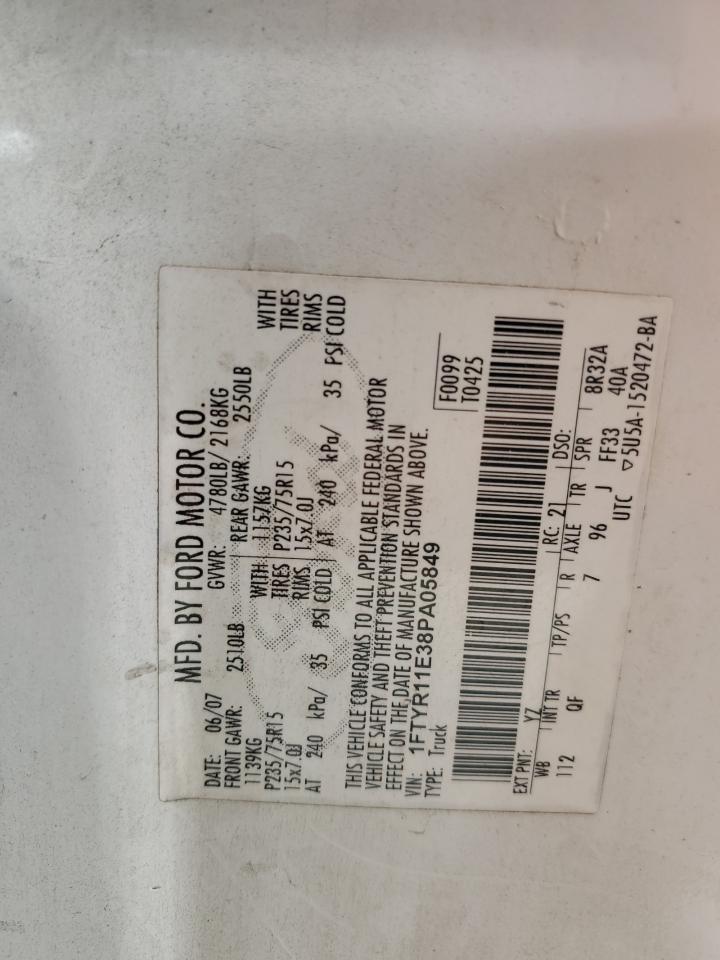 MFD. BY FORD MOTOR CO.
DATE: 06/07 GVWR: 4780LB/ 2168KG
FRONT GAWR: 2510LB REAR GAWR: 2550LB
1139KG WITH 1157KG WITH
P235/75R15 TIRES P235/75R15 TIRES
15x7.0J RIMS 15x7.0J RIMS
AT 240 kPa/ 35 PSI COLD AT 240 kPa/ 35 PSI COLD
THIS VEHICLE CONFORMS TO ALL APPLICABLE FEDERAL MOTOR
VEHICLE SAFETY AND THEFT PREVENTION STANDARDS IN
EFFECT ON THE DATE OF MANUFACTURE SHOWN ABOVE.
VIN: 1FTYR11E38PA05849 F0099
TYPE: Truck T0425
EXT PNT: YZ RC: 21 DSO:
WB INT TR TP/PS R AXLE TR SPR 8R32A
112 QF 7 96 J FF33 40A
UTC ▽5U5A-1520472-BA